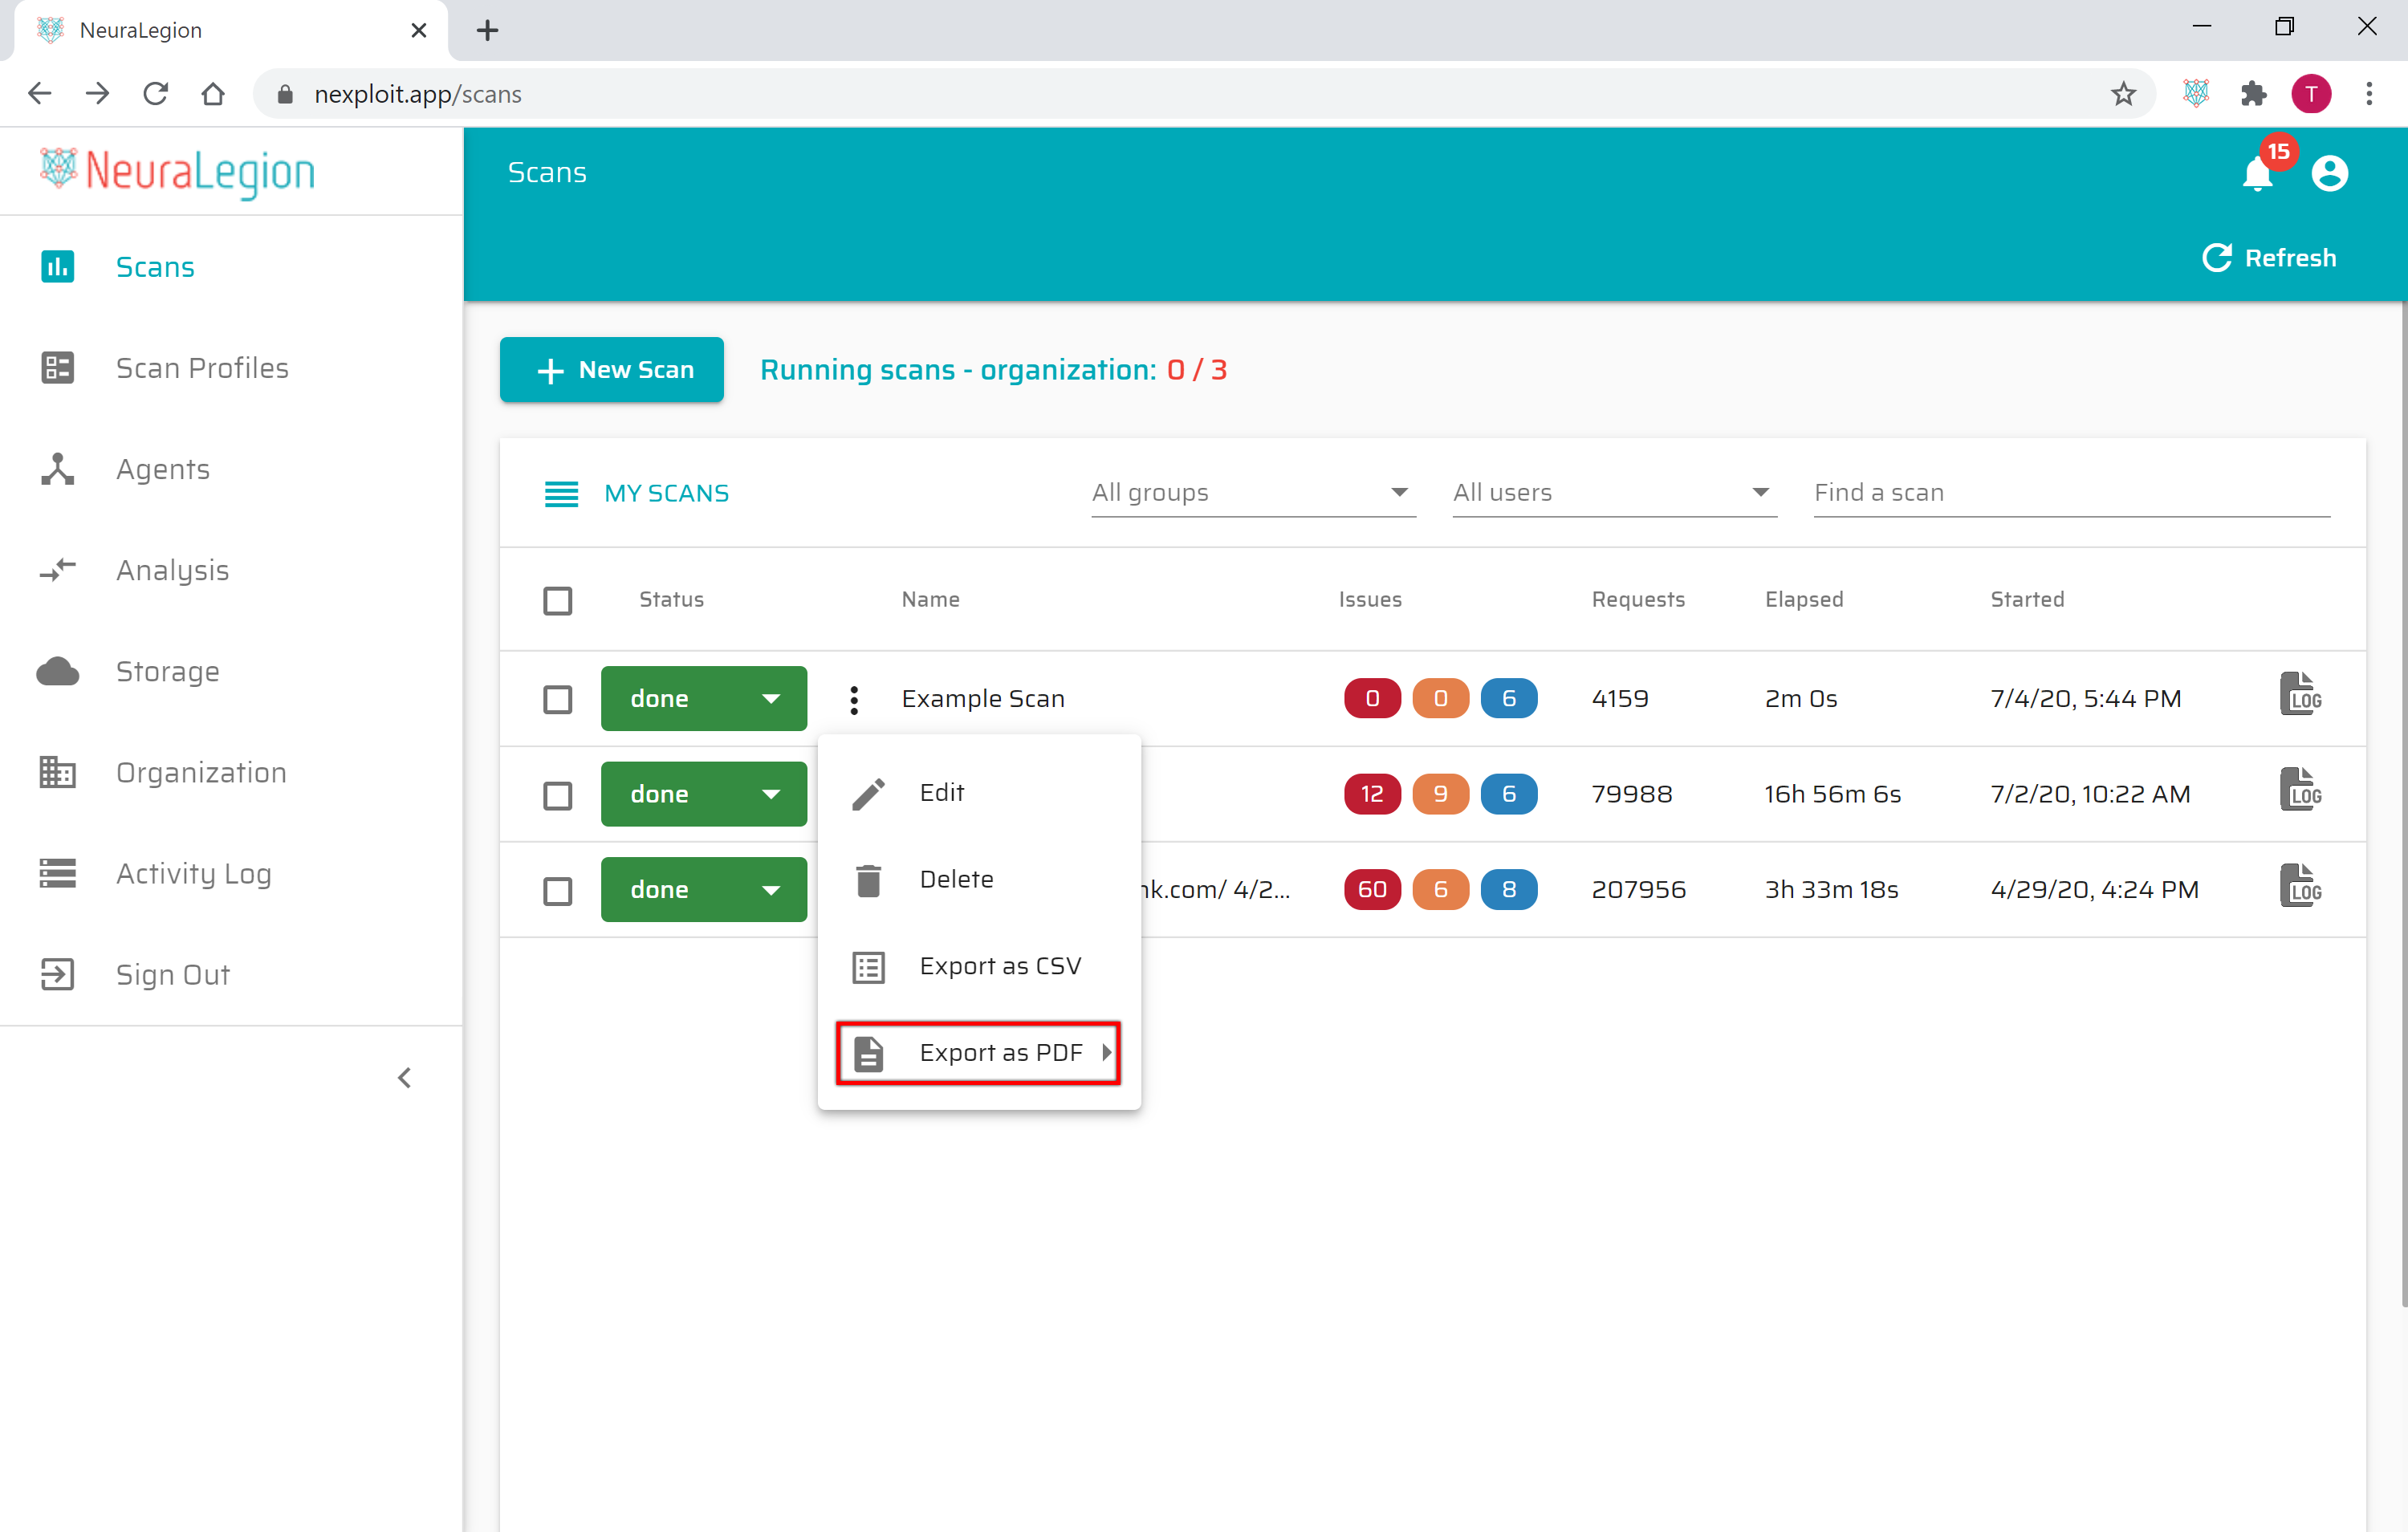 NeuraLegion
nexploit.app/scans
T
NeuraLegion
Scans
15
Refresh
Scans
Scan Profiles
Agents
Analysis
Storage
Organization
Activity Log
Sign Out
New Scan
Running scans - organization: 0 / 3
MY SCANS
All groups
All users
Find a scan
Status Name Issues Requests Elapsed Started
done Example Scan 0 0 6 4159 2m 0s 7/4/20, 5:44 PM LOG
done 12 9 6 79988 16h 56m 6s 7/2/20, 10:22 AM LOG
done nk.com/ 4/2... 60 6 8 207956 3h 33m 18s 4/29/20, 4:24 PM LOG
Edit
Delete
Export as CSV
Export as PDF